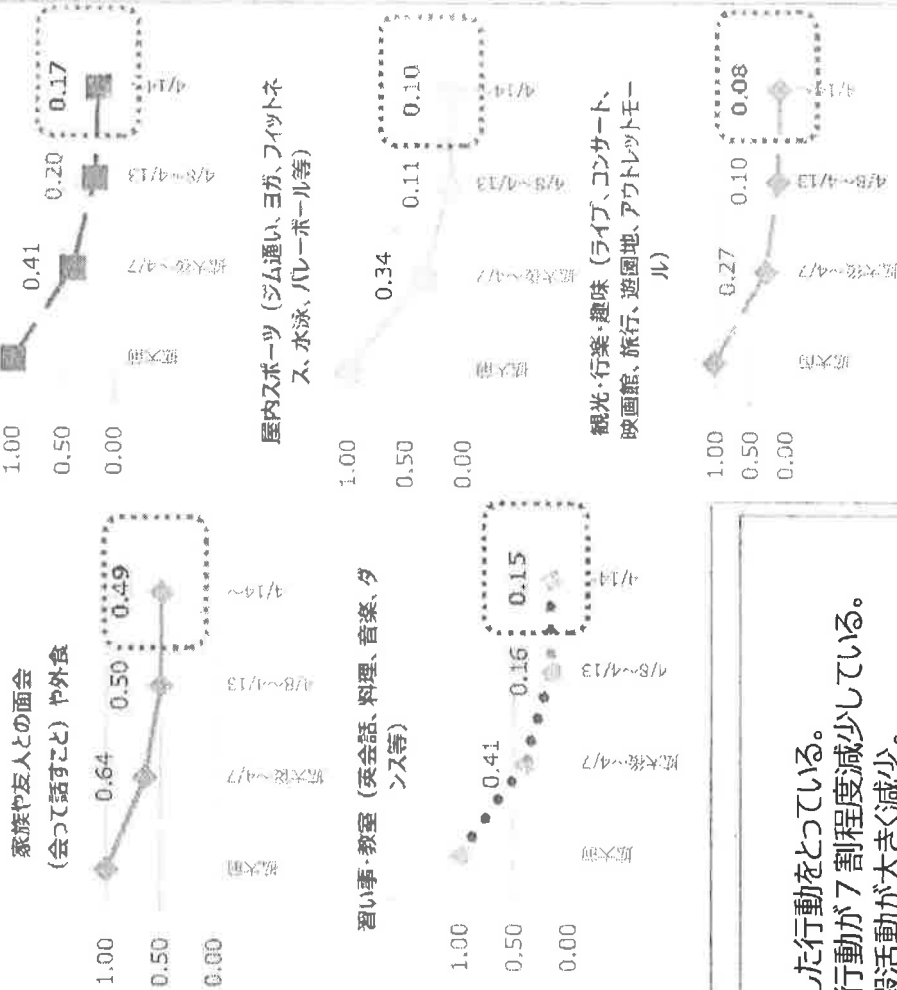 家族や友人との面会
(会って話すこと) や外食
1.00
0.50
0.00
0.64
0.50
0.49
拡大前
拡大後~4/7
4/8~4/13
4/14~
1.00
0.50
0.00
0.41
0.20
0.17
拡大前
拡大後~4/7
4/8~4/13
4/14~
習い事・教室 (英会話、料理、音楽、ダ
ンス等)
1.00
0.50
0.00
0.41
0.16
0.15
拡大前
拡大後~4/7
4/8~4/13
4/14~
屋内スポーツ (ジム通い、ヨガ、フィットネ
ス、水泳、バレーボール等)
1.00
0.50
0.00
0.34
0.11
0.10
拡大前
拡大後~4/7
4/8~4/13
4/14~
観光・行楽・趣味 (ライブ、コンサート、
映画館、旅行、遊園地、アウトレットモー
ル)
1.00
0.50
0.00
0.27
0.10
0.08
拡大前
拡大後~4/7
4/8~4/13
4/14~
した行動をとっている。
行動が7割程度減少している。
暇活動が大きく減少。